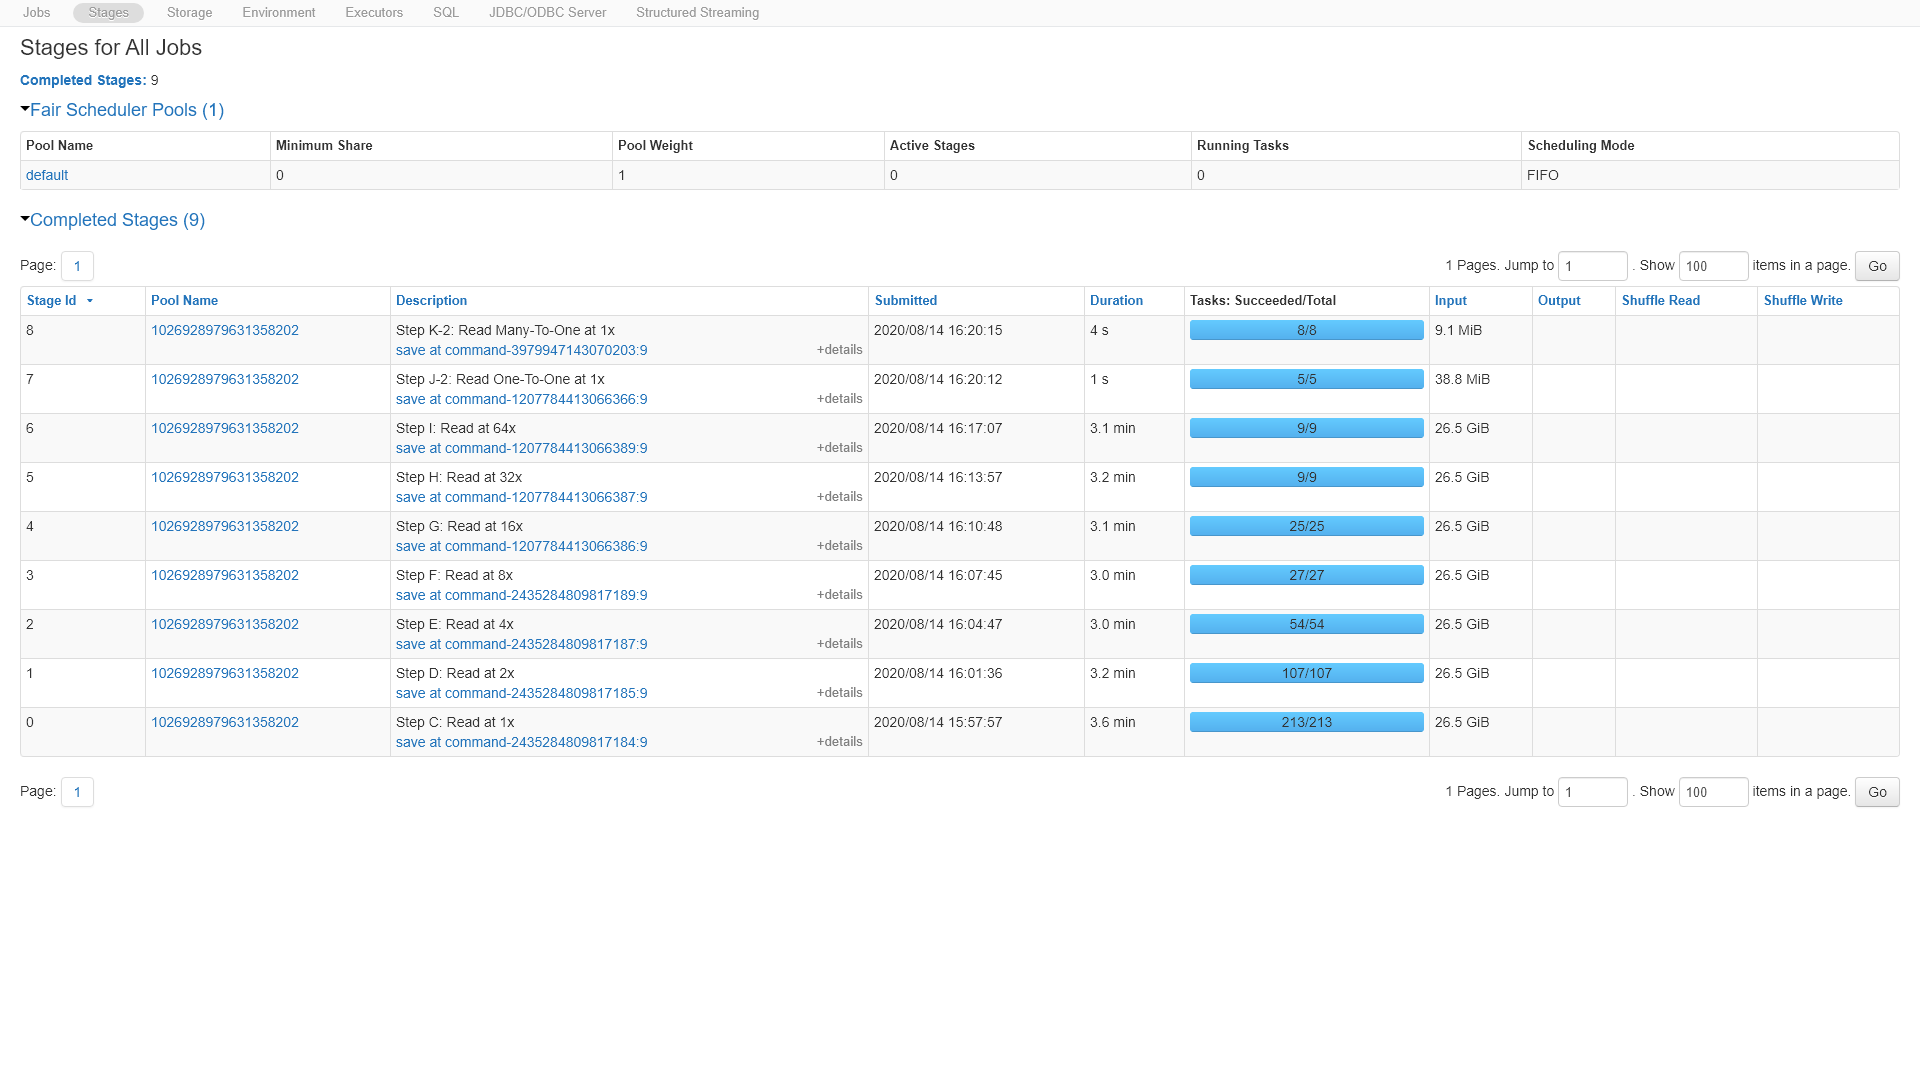 Jobs Stages Storage Environment Executors SQL JDBC/ODBC Server Structured Streaming
Stages for All Jobs
Completed Stages: 9
Fair Scheduler Pools (1)
Pool Name Minimum Share Pool Weight Active Stages Running Tasks Scheduling Mode
default 0 1 0 0 FIFO
Completed Stages (9)
Page: 1 1 Pages. Jump to 1 . Show 100 items in a page. Go
Stage Id Pool Name Description Submitted Duration Tasks: Succeeded/Total Input Output Shuffle Read Shuffle Write
8 1026928979631358202 Step K-2: Read Many-To-One at 1x 2020/08/14 16:20:15 4 s 8/8 9.1 MiB
save at command-3979947143070203:9 +details
7 1026928979631358202 Step J-2: Read One-To-One at 1x 2020/08/14 16:20:12 1 s 5/5 38.8 MiB
save at command-1207784413066366:9 +details
6 1026928979631358202 Step I: Read at 64x 2020/08/14 16:17:07 3.1 min 9/9 26.5 GiB
save at command-1207784413066389:9 +details
5 1026928979631358202 Step H: Read at 32x 2020/08/14 16:13:57 3.2 min 9/9 26.5 GiB
save at command-1207784413066387:9 +details
4 1026928979631358202 Step G: Read at 16x 2020/08/14 16:10:48 3.1 min 25/25 26.5 GiB
save at command-1207784413066386:9 +details
3 1026928979631358202 Step F: Read at 8x 2020/08/14 16:07:45 3.0 min 27/27 26.5 GiB
save at command-2435284809817189:9 +details
2 1026928979631358202 Step E: Read at 4x 2020/08/14 16:04:47 3.0 min 54/54 26.5 GiB
save at command-2435284809817187:9 +details
1 1026928979631358202 Step D: Read at 2x 2020/08/14 16:01:36 3.2 min 107/107 26.5 GiB
save at command-2435284809817185:9 +details
0 1026928979631358202 Step C: Read at 1x 2020/08/14 15:57:57 3.6 min 213/213 26.5 GiB
save at command-2435284809817184:9 +details
Page: 1 1 Pages. Jump to 1 . Show 100 items in a page. Go